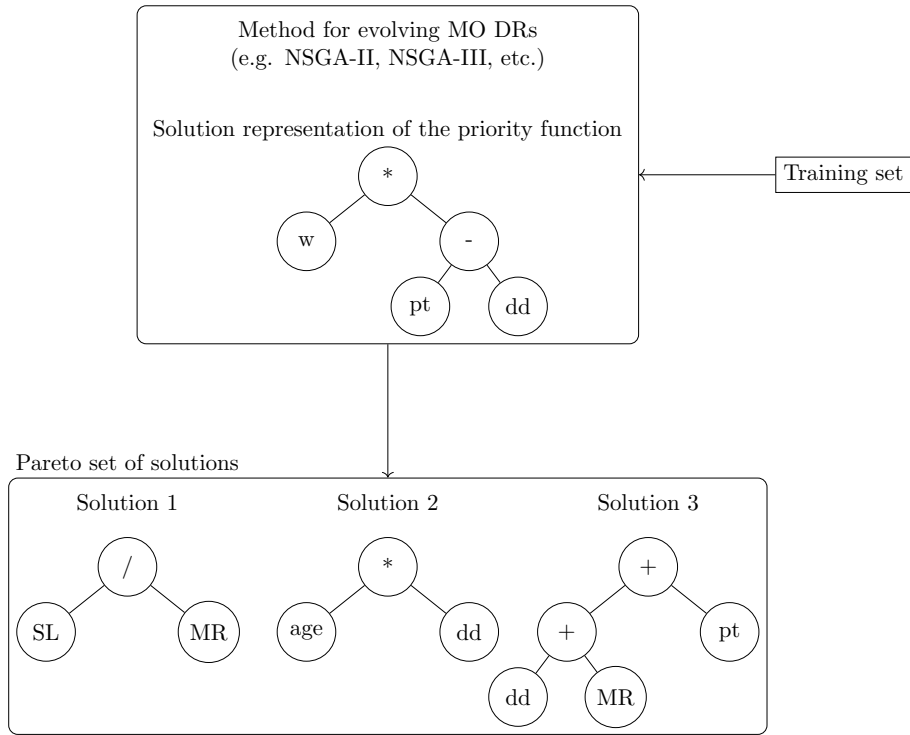 Method for evolving MO DRs
(e.g. NSGA-II, NSGA-III, etc.)
Solution representation of the priority function
*
w
-
pt
dd
Training set
Pareto set of solutions
Solution 1
/
SL
MR
Solution 2
*
age
dd
Solution 3
+
+
pt
dd
MR